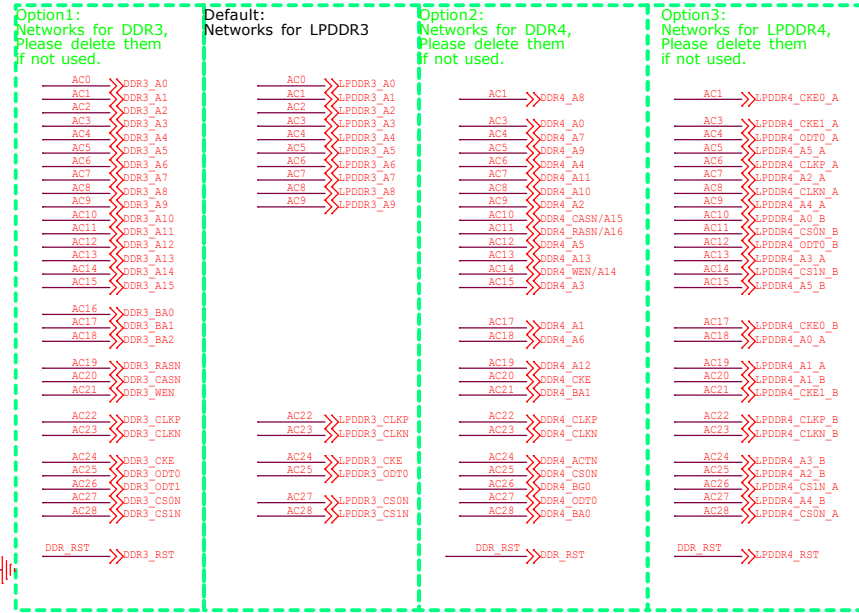 Option1:
Networks for DDR3,
Please delete them
if not used.
AC0 DDR3_A0
AC1 DDR3_A1
AC2 DDR3_A2
AC3 DDR3_A3
AC4 DDR3_A4
AC5 DDR3_A5
AC6 DDR3_A6
AC7 DDR3_A7
AC8 DDR3_A8
AC9 DDR3_A9
AC10 DDR3_A10
AC11 DDR3_A11
AC12 DDR3_A12
AC13 DDR3_A13
AC14 DDR3_A14
AC15 DDR3_A15
AC16 DDR3_BA0
AC17 DDR3_BA1
AC18 DDR3_BA2
AC19 DDR3_RASN
AC20 DDR3_CASN
AC21 DDR3_WEN
AC22 DDR3_CLKP
AC23 DDR3_CLKN
AC24 DDR3_CKE
AC25 DDR3_ODT0
AC26 DDR3_ODT1
AC27 DDR3_CS0N
AC28 DDR3_CS1N
DDR_RST DDR3_RST
Default:
Networks for LPDDR3
AC0 LPDDR3_A0
AC1 LPDDR3_A1
AC2 LPDDR3_A2
AC3 LPDDR3_A3
AC4 LPDDR3_A4
AC5 LPDDR3_A5
AC6 LPDDR3_A6
AC7 LPDDR3_A7
AC8 LPDDR3_A8
AC9 LPDDR3_A9
AC22 LPDDR3_CLKP
AC23 LPDDR3_CLKN
AC24 LPDDR3_CKE
AC25 LPDDR3_ODT0
AC27 LPDDR3_CS0N
AC28 LPDDR3_CS1N
Option2:
Networks for DDR4,
Please delete them
if not used.
AC1 DDR4_A8
AC3 DDR4_A0
AC4 DDR4_A7
AC5 DDR4_A9
AC6 DDR4_A4
AC7 DDR4_A11
AC8 DDR4_A10
AC9 DDR4_A2
AC10 DDR4_CASN/A15
AC11 DDR4_RASN/A16
AC12 DDR4_A5
AC13 DDR4_A13
AC14 DDR4_WEN/A14
AC15 DDR4_A3
AC17 DDR4_A1
AC18 DDR4_A6
AC19 DDR4_A12
AC20 DDR4_CKE
AC21 DDR4_BA1
AC22 DDR4_CLKP
AC23 DDR4_CLKN
AC24 DDR4_ACTN
AC25 DDR4_CS0N
AC26 DDR4_BG0
AC27 DDR4_ODT0
AC28 DDR4_BA0
DDR_RST DDR_RST
Option3:
Networks for LPDDR4,
Please delete them
if not used.
AC1 LPDDR4_CKE0_A
AC3 LPDDR4_CKE1_A
AC4 LPDDR4_ODT0_A
AC5 LPDDR4_A5_A
AC6 LPDDR4_CLKP_A
AC7 LPDDR4_A2_A
AC8 LPDDR4_CLKN_A
AC9 LPDDR4_A4_A
AC10 LPDDR4_A0_B
AC11 LPDDR4_CS0N_B
AC12 LPDDR4_ODT0_B
AC13 LPDDR4_A3_A
AC14 LPDDR4_CS1N_B
AC15 LPDDR4_A5_B
AC17 LPDDR4_CKE0_B
AC18 LPDDR4_A0_A
AC19 LPDDR4_A1_A
AC20 LPDDR4_A1_B
AC21 LPDDR4_CKE1_B
AC22 LPDDR4_CLKP_B
AC23 LPDDR4_CLKN_B
AC24 LPDDR4_A3_B
AC25 LPDDR4_A2_B
AC26 LPDDR4_CS1N_A
AC27 LPDDR4_A4_B
AC28 LPDDR4_CS0N_A
DDR_RST LPDDR4_RST